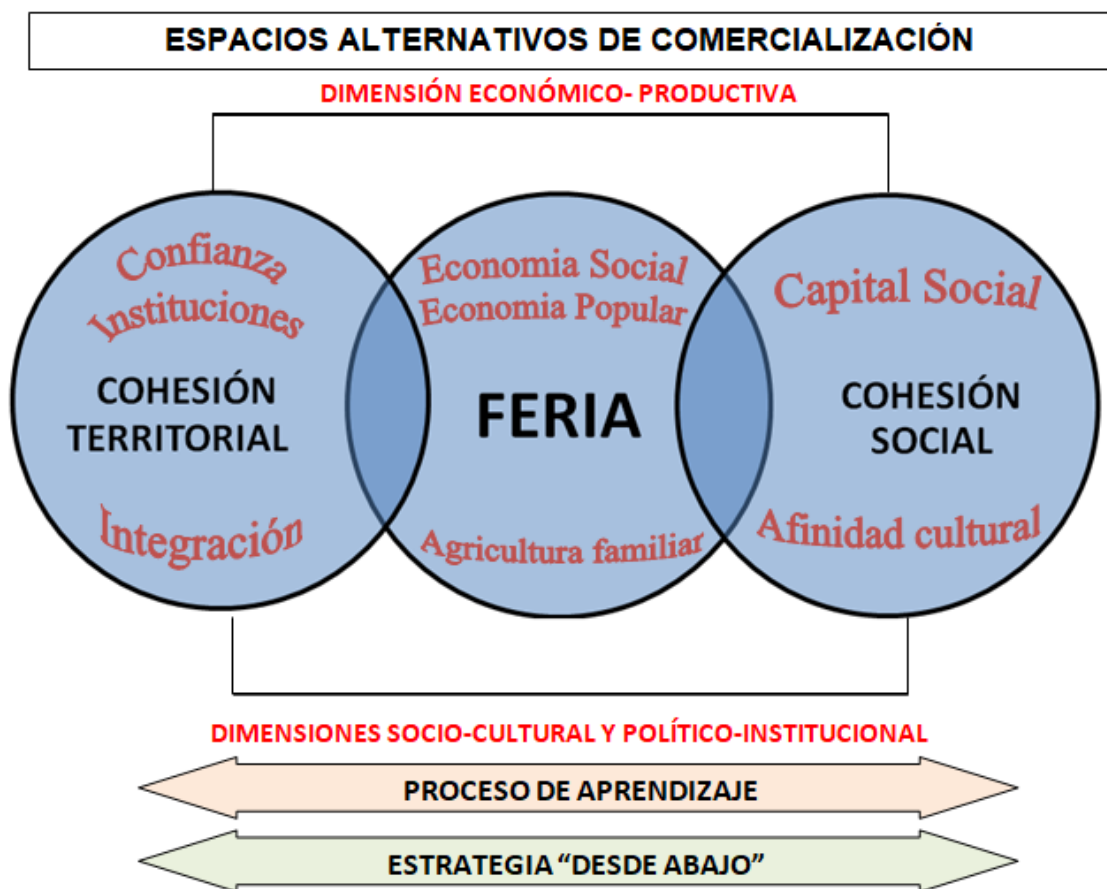 ESPACIOS ALTERNATIVOS DE COMERCIALIZACIÓN
DIMENSIÓN ECONÓMICO- PRODUCTIVA
Confianza
Instituciones
COHESIÓN
TERRITORIAL
Integración
Economia Social
Economia Popular
FERIA
Agricultura familiar
Capital Social
COHESIÓN
SOCIAL
Afinidad cultural
DIMENSIONES SOCIO-CULTURAL Y POLÍTICO-INSTITUCIONAL
PROCESO DE APRENDIZAJE
ESTRATEGIA “DESDE ABAJO”